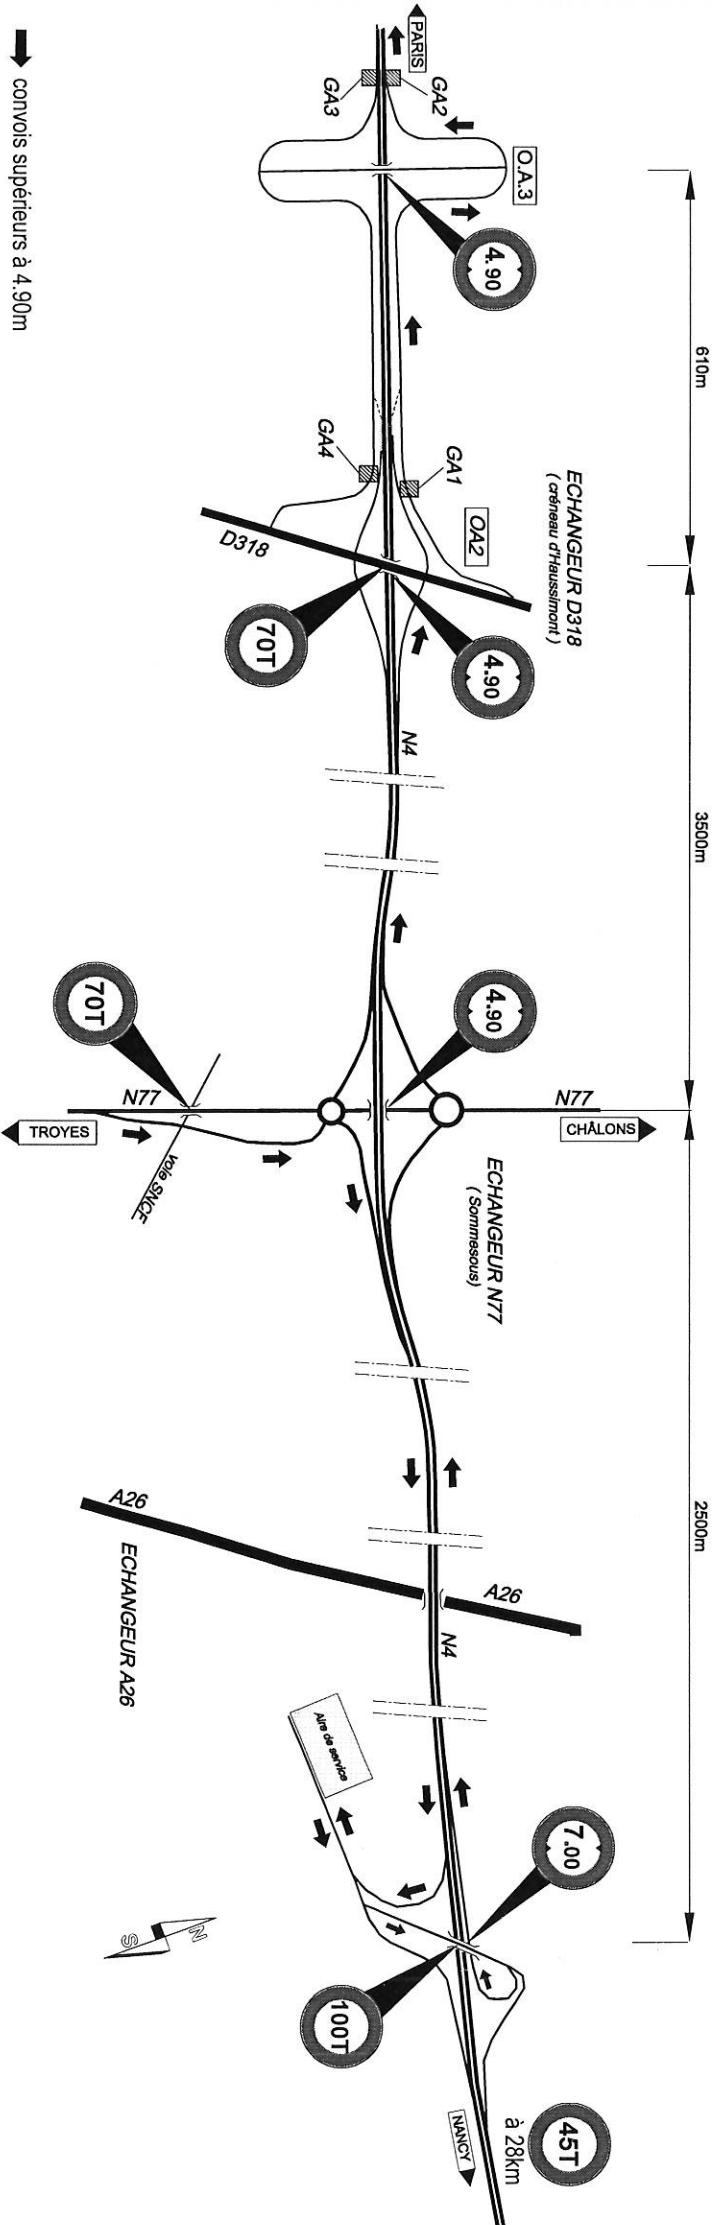 610m
3500m
2500m
PARIS
GA2
GA3
O.A.3
4.90
GA1
GA4
ECHANGEUR D318
( créneau d'Haussimont )
OA2
D318
4.90
70T
N4
4.90
70T
N77
N77
TROYES
CHÂLONS
voie SNCF
ECHANGEUR N77
( Sommesous)
A26
A26
ECHANGEUR A26
N4
Aire de service
7.00
100T
N
S
45T
à 28km
NANCY
convois supérieurs à 4.90m